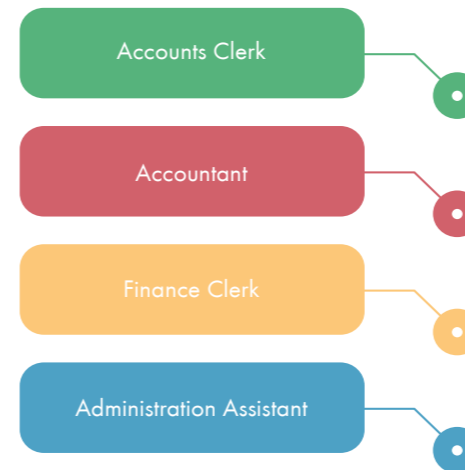 Accounts Clerk
Accountant
Finance Clerk
Administration Assistant